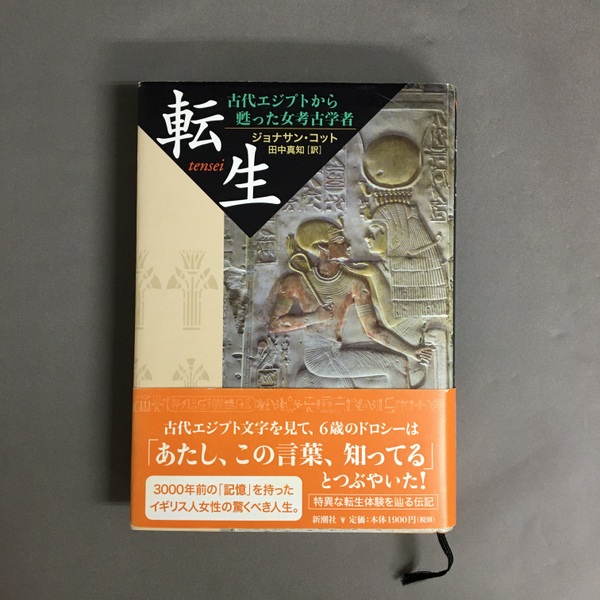 転生
tensei
古代エジプトから
甦った女考古学者
ジョナサン・コット
田中真知[訳]
古代エジプト文字を見て、6歳のドロシーは
「あたし、この言葉、知ってる」
とつぶやいた!
3000年前の「記憶」を持った
イギリス人女性の驚くべき人生。
特異な転生体験を辿る伝記
新潮社 定価:本体1900円(税別)